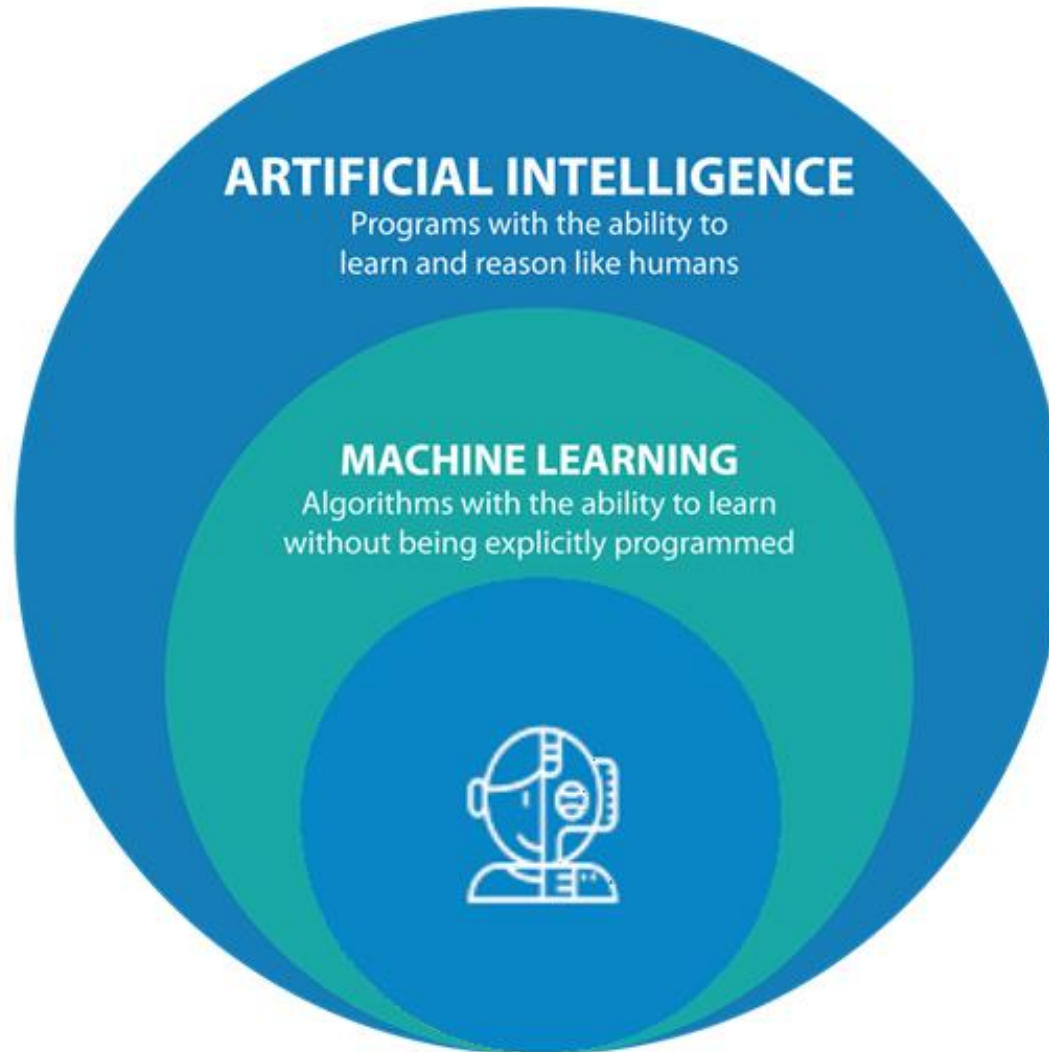 ARTIFICIAL INTELLIGENCE
Programs with the ability to
learn and reason like humans
MACHINE LEARNING
Algorithms with the ability to learn
without being explicitly programmed